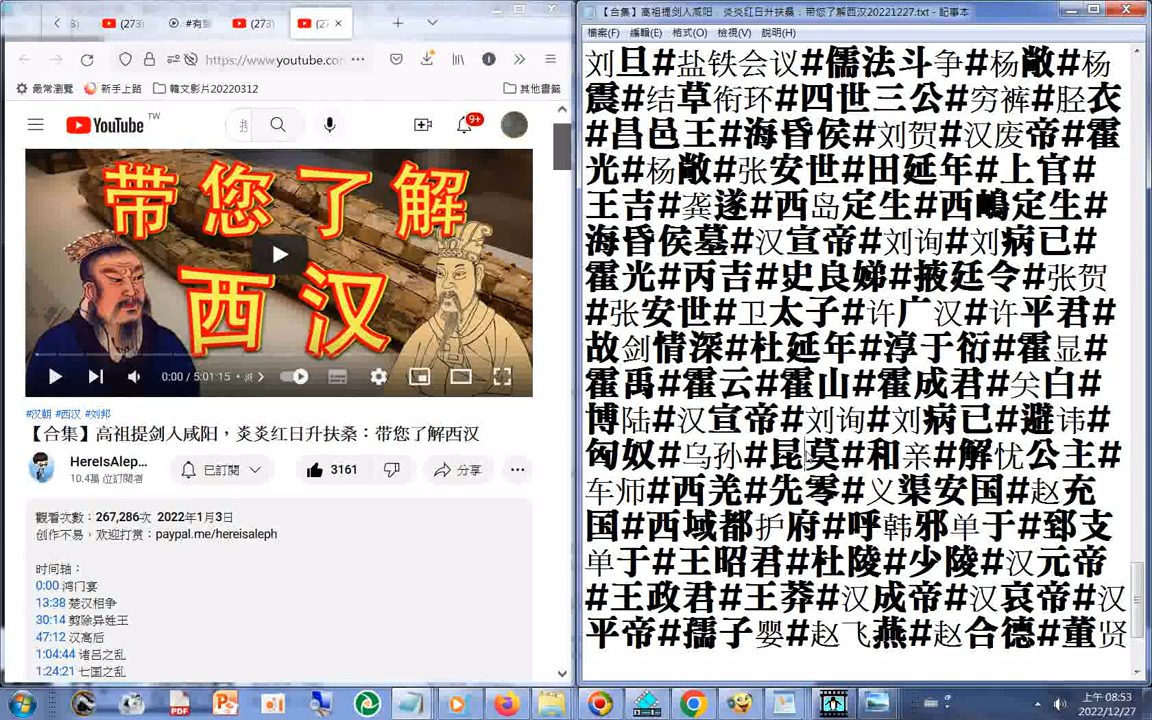 (273)
#有聲
(273)
(27
https://www.youtube.com
最常瀏覽
新手上路
韓文影片20220312
其他書籤
YouTube TW
9+
带您了解
西汉
0:00 / 5:01:15
#汉朝 #西汉 #刘邦
【合集】高祖提剑入咸阳，炎炎红日升扶桑：带您了解西汉
HereIsAlep...
10.4萬 位訂閱者
已訂閱
3161
分享
觀看次數：267,286次 2022年1月3日
创作不易，欢迎打赏：paypal.me/hereisaleph
时间轴：
0:00 鸿门宴
13:38 楚汉相争
30:14 剪除异姓王
47:12 汉高后
1:04:44 诸吕之乱
1:24:21 七国之乱
【合集】高祖提剑入咸阳，炎炎红日升扶桑：带您了解西汉20221227.txt - 記事本
檔案(F) 編輯(E) 格式(O) 檢視(V) 說明(H)
刘旦#盐铁会议#儒法斗争#杨敞#杨
震#结草衔环#四世三公#穷裤#胫衣
#昌邑王#海昏侯#刘贺#汉废帝#霍
光#杨敞#张安世#田延年#上官#
王吉#龚遂#西岛定生#西嶋定生#
海昏侯墓#汉宣帝#刘询#刘病已#
霍光#丙吉#史良娣#掖廷令#张贺
#张安世#卫太子#许广汉#许平君#
故剑情深#杜延年#淳于衍#霍显#
霍禹#霍云#霍山#霍成君#关白#
博陆#汉宣帝#刘询#刘病已#避讳#
匈奴#乌孙#昆莫#和亲#解忧公主#
车师#西羌#先零#义渠安国#赵充
国#西域都护府#呼韩邪单于#郅支
单于#王昭君#杜陵#少陵#汉元帝
#王政君#王莽#汉成帝#汉哀帝#汉
平帝#孺子婴#赵飞燕#赵合德#董贤
上午 08:53
2022/12/27